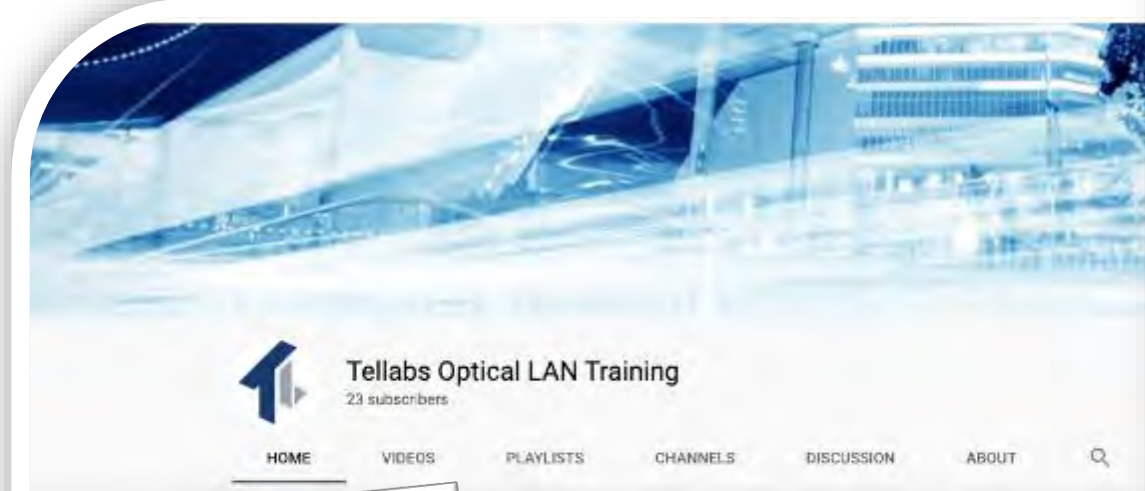 Tellabs Optical LAN Training
23 subscribers
HOME VIDEOS PLAYLISTS CHANNELS DISCUSSION ABOUT